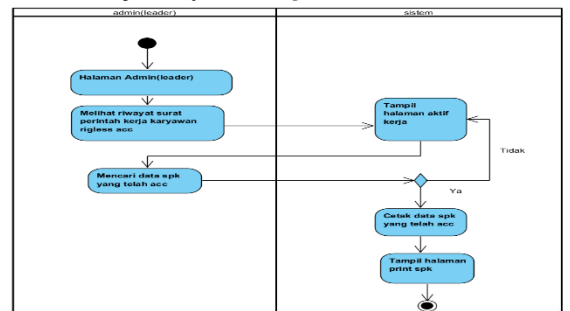 admin(leader)
sistem
Halaman Admin(leader)
Melihat riwayat surat
perintah kerja karyawan
rigless acc
Tampil
halaman aktif
kerja
Tidak
Mencari data spk
yang telah acc
Ya
Cetak data spk
yang telah acc
Tampil halaman
print spk